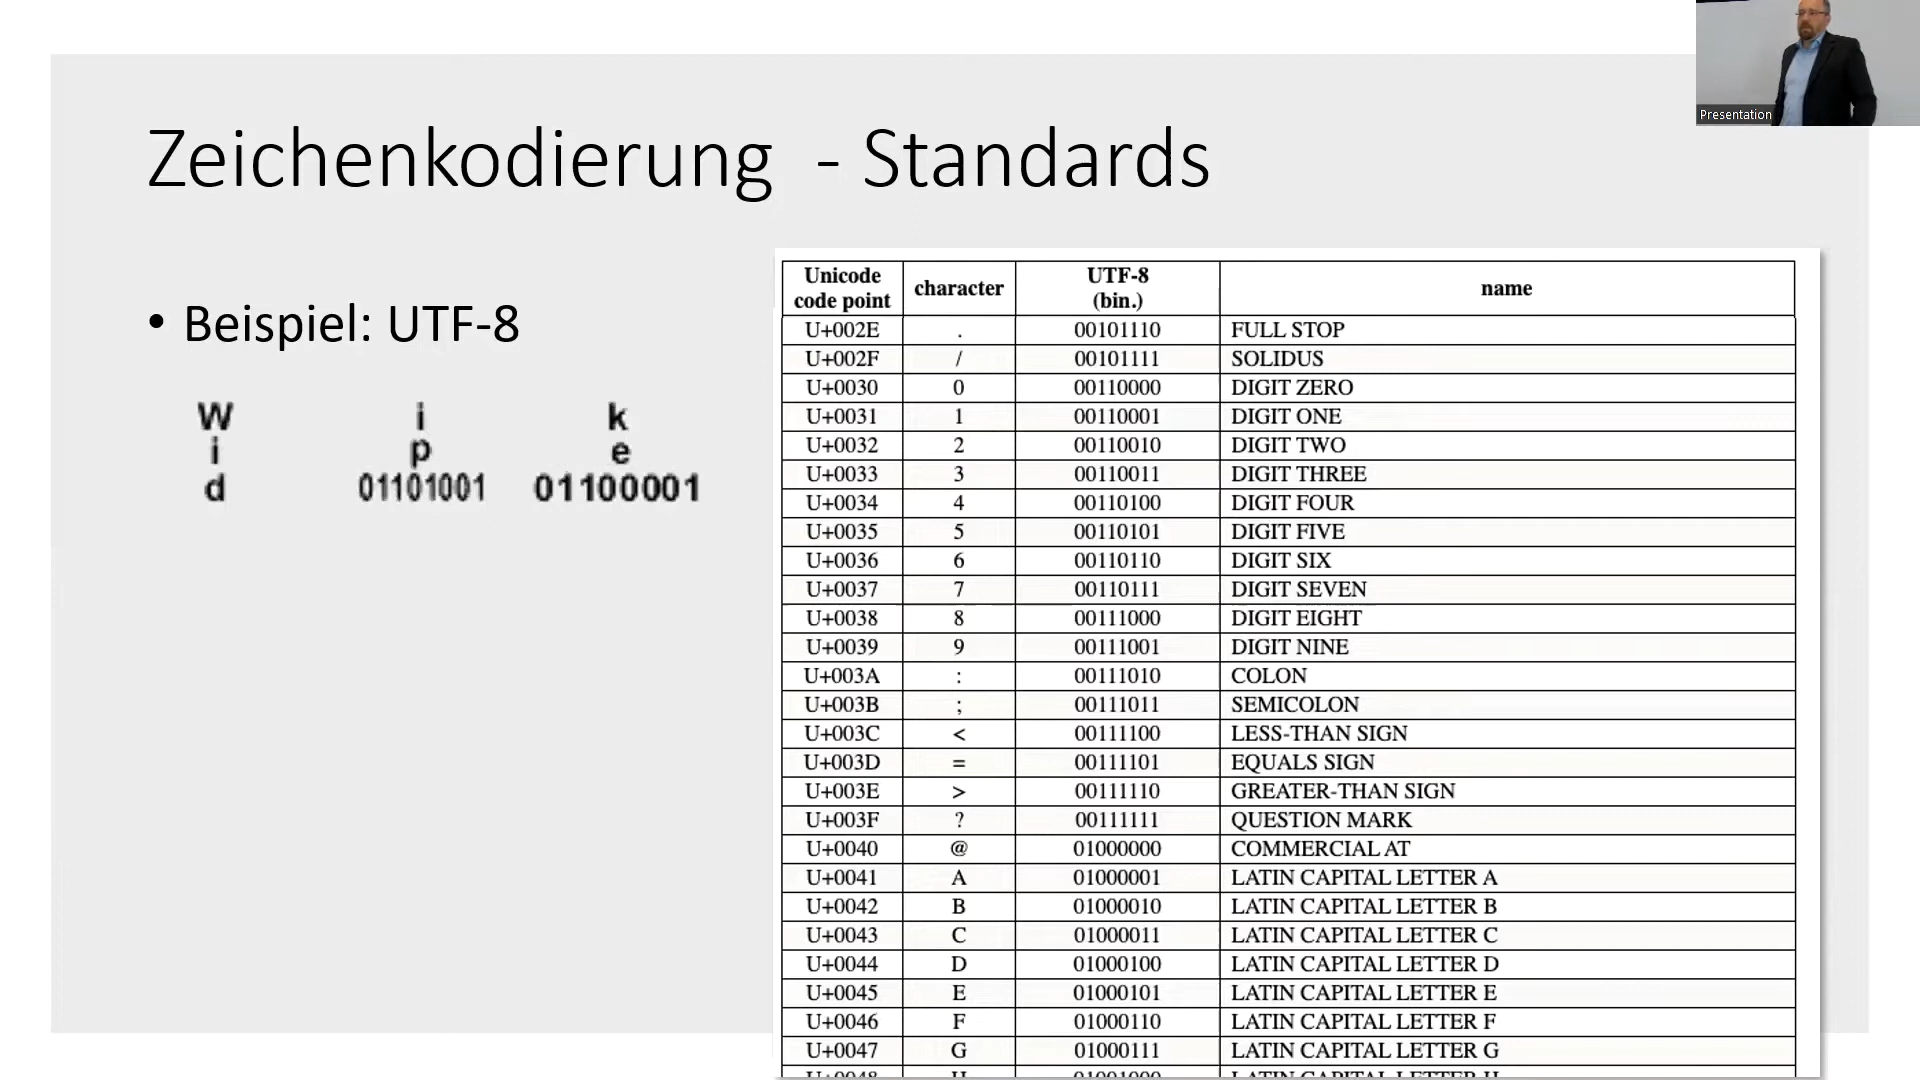 Presentation
Zeichenkodierung - Standards
• Beispiel: UTF-8
W i k
i p e
d 01101001 01100001
Unicode code point character UTF-8 (bin.) name
U+002E . 00101110 FULL STOP
U+002F / 00101111 SOLIDUS
U+0030 0 00110000 DIGIT ZERO
U+0031 1 00110001 DIGIT ONE
U+0032 2 00110010 DIGIT TWO
U+0033 3 00110011 DIGIT THREE
U+0034 4 00110100 DIGIT FOUR
U+0035 5 00110101 DIGIT FIVE
U+0036 6 00110110 DIGIT SIX
U+0037 7 00110111 DIGIT SEVEN
U+0038 8 00111000 DIGIT EIGHT
U+0039 9 00111001 DIGIT NINE
U+003A : 00111010 COLON
U+003B ; 00111011 SEMICOLON
U+003C < 00111100 LESS-THAN SIGN
U+003D = 00111101 EQUALS SIGN
U+003E > 00111110 GREATER-THAN SIGN
U+003F ? 00111111 QUESTION MARK
U+0040 @ 01000000 COMMERCIAL AT
U+0041 A 01000001 LATIN CAPITAL LETTER A
U+0042 B 01000010 LATIN CAPITAL LETTER B
U+0043 C 01000011 LATIN CAPITAL LETTER C
U+0044 D 01000100 LATIN CAPITAL LETTER D
U+0045 E 01000101 LATIN CAPITAL LETTER E
U+0046 F 01000110 LATIN CAPITAL LETTER F
U+0047 G 01000111 LATIN CAPITAL LETTER G